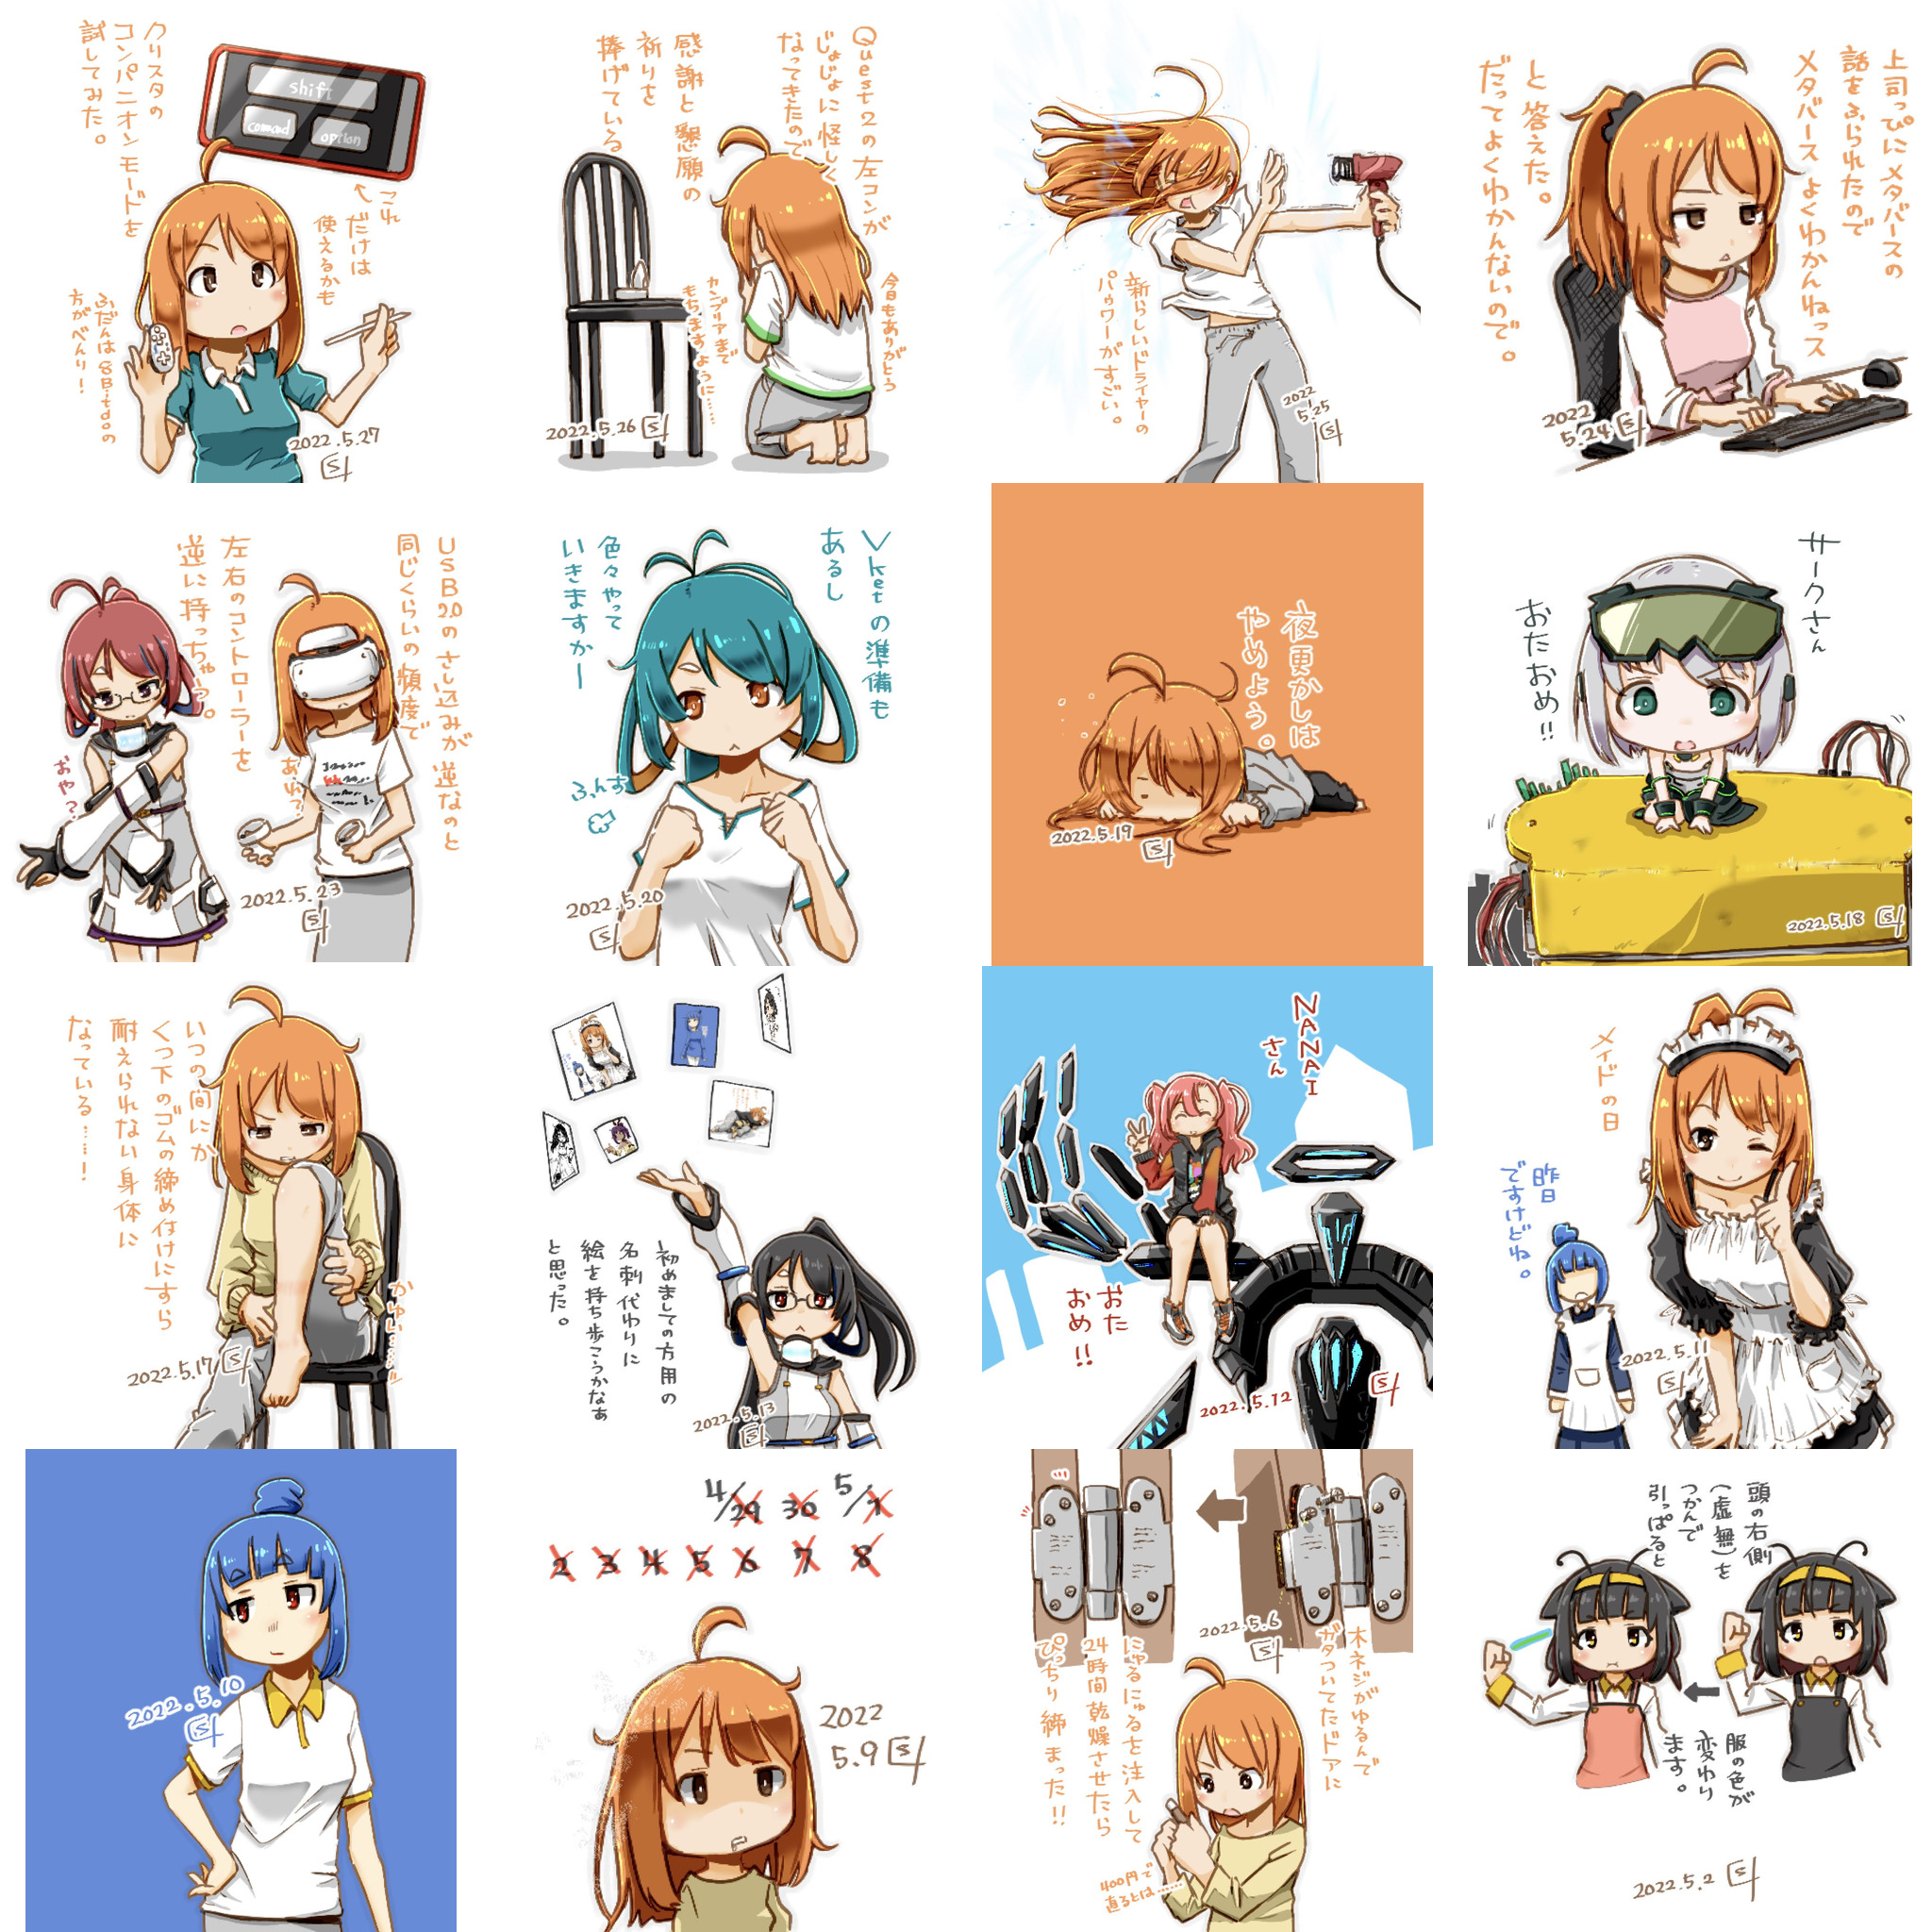 クリスタの
コンパニオンモードを
試してみた。
shift
comand
option
これ
だけは
使えるかも
ふだんは8Bitdoの
方がべんり!
2022.5.27
Quest2の左コンが
じょじょに怪しく
なってきたので
感謝と懇願の
祈りを
捧げている
今日もありがとう
カンブリアまで
もちますように……
2022.5.26
新らしいドライヤーの
パゥワーがすごい。
2022
5.25
上司っぴにメタバースの
話をふられたので
メタバースよくわかんねっス
と答えた。
だってよくわかんないので。
2022
5.24
USB2.0のさし込みが逆なのと
同じくらいの頻度で
左右のコントローラーを
逆に持っちゃう。
あれ?
おや?
2022.5.23
Vketの準備も
あるし
色々やって
いきますかー
ふんす
2022.5.20
夜更かしは
やめよう。
2022.5.19
サークさん
おたおめ!!
2022.5.18
いつの間にか
くつ下のゴムの締め付けにすら
耐えられない身体に
なっている……!
かゆい……
2022.5.17
初めましての方用の
名刺代わりに
絵を持ち歩こうかなぁ
と思った。
2022.5.13
NANAI
さん
おた
おめ!!
2022.5.12
メイドの日
昨日
ですけどね。
2022.5.11
2022.5.10
4/29 30 5/1
2 3 4 5 6 7 8
2022
5.9
2022.5.6
木ネジがゆるんで
ガタついてたドアに
にゅるにゅるを注入して
24時間乾燥させたら
ぴっちり締まった!!
400円で
直るとは……
頭の右側
(虚無)を
つかんで
引っぱると
服の色が
変わり
ます。
2022.5.2